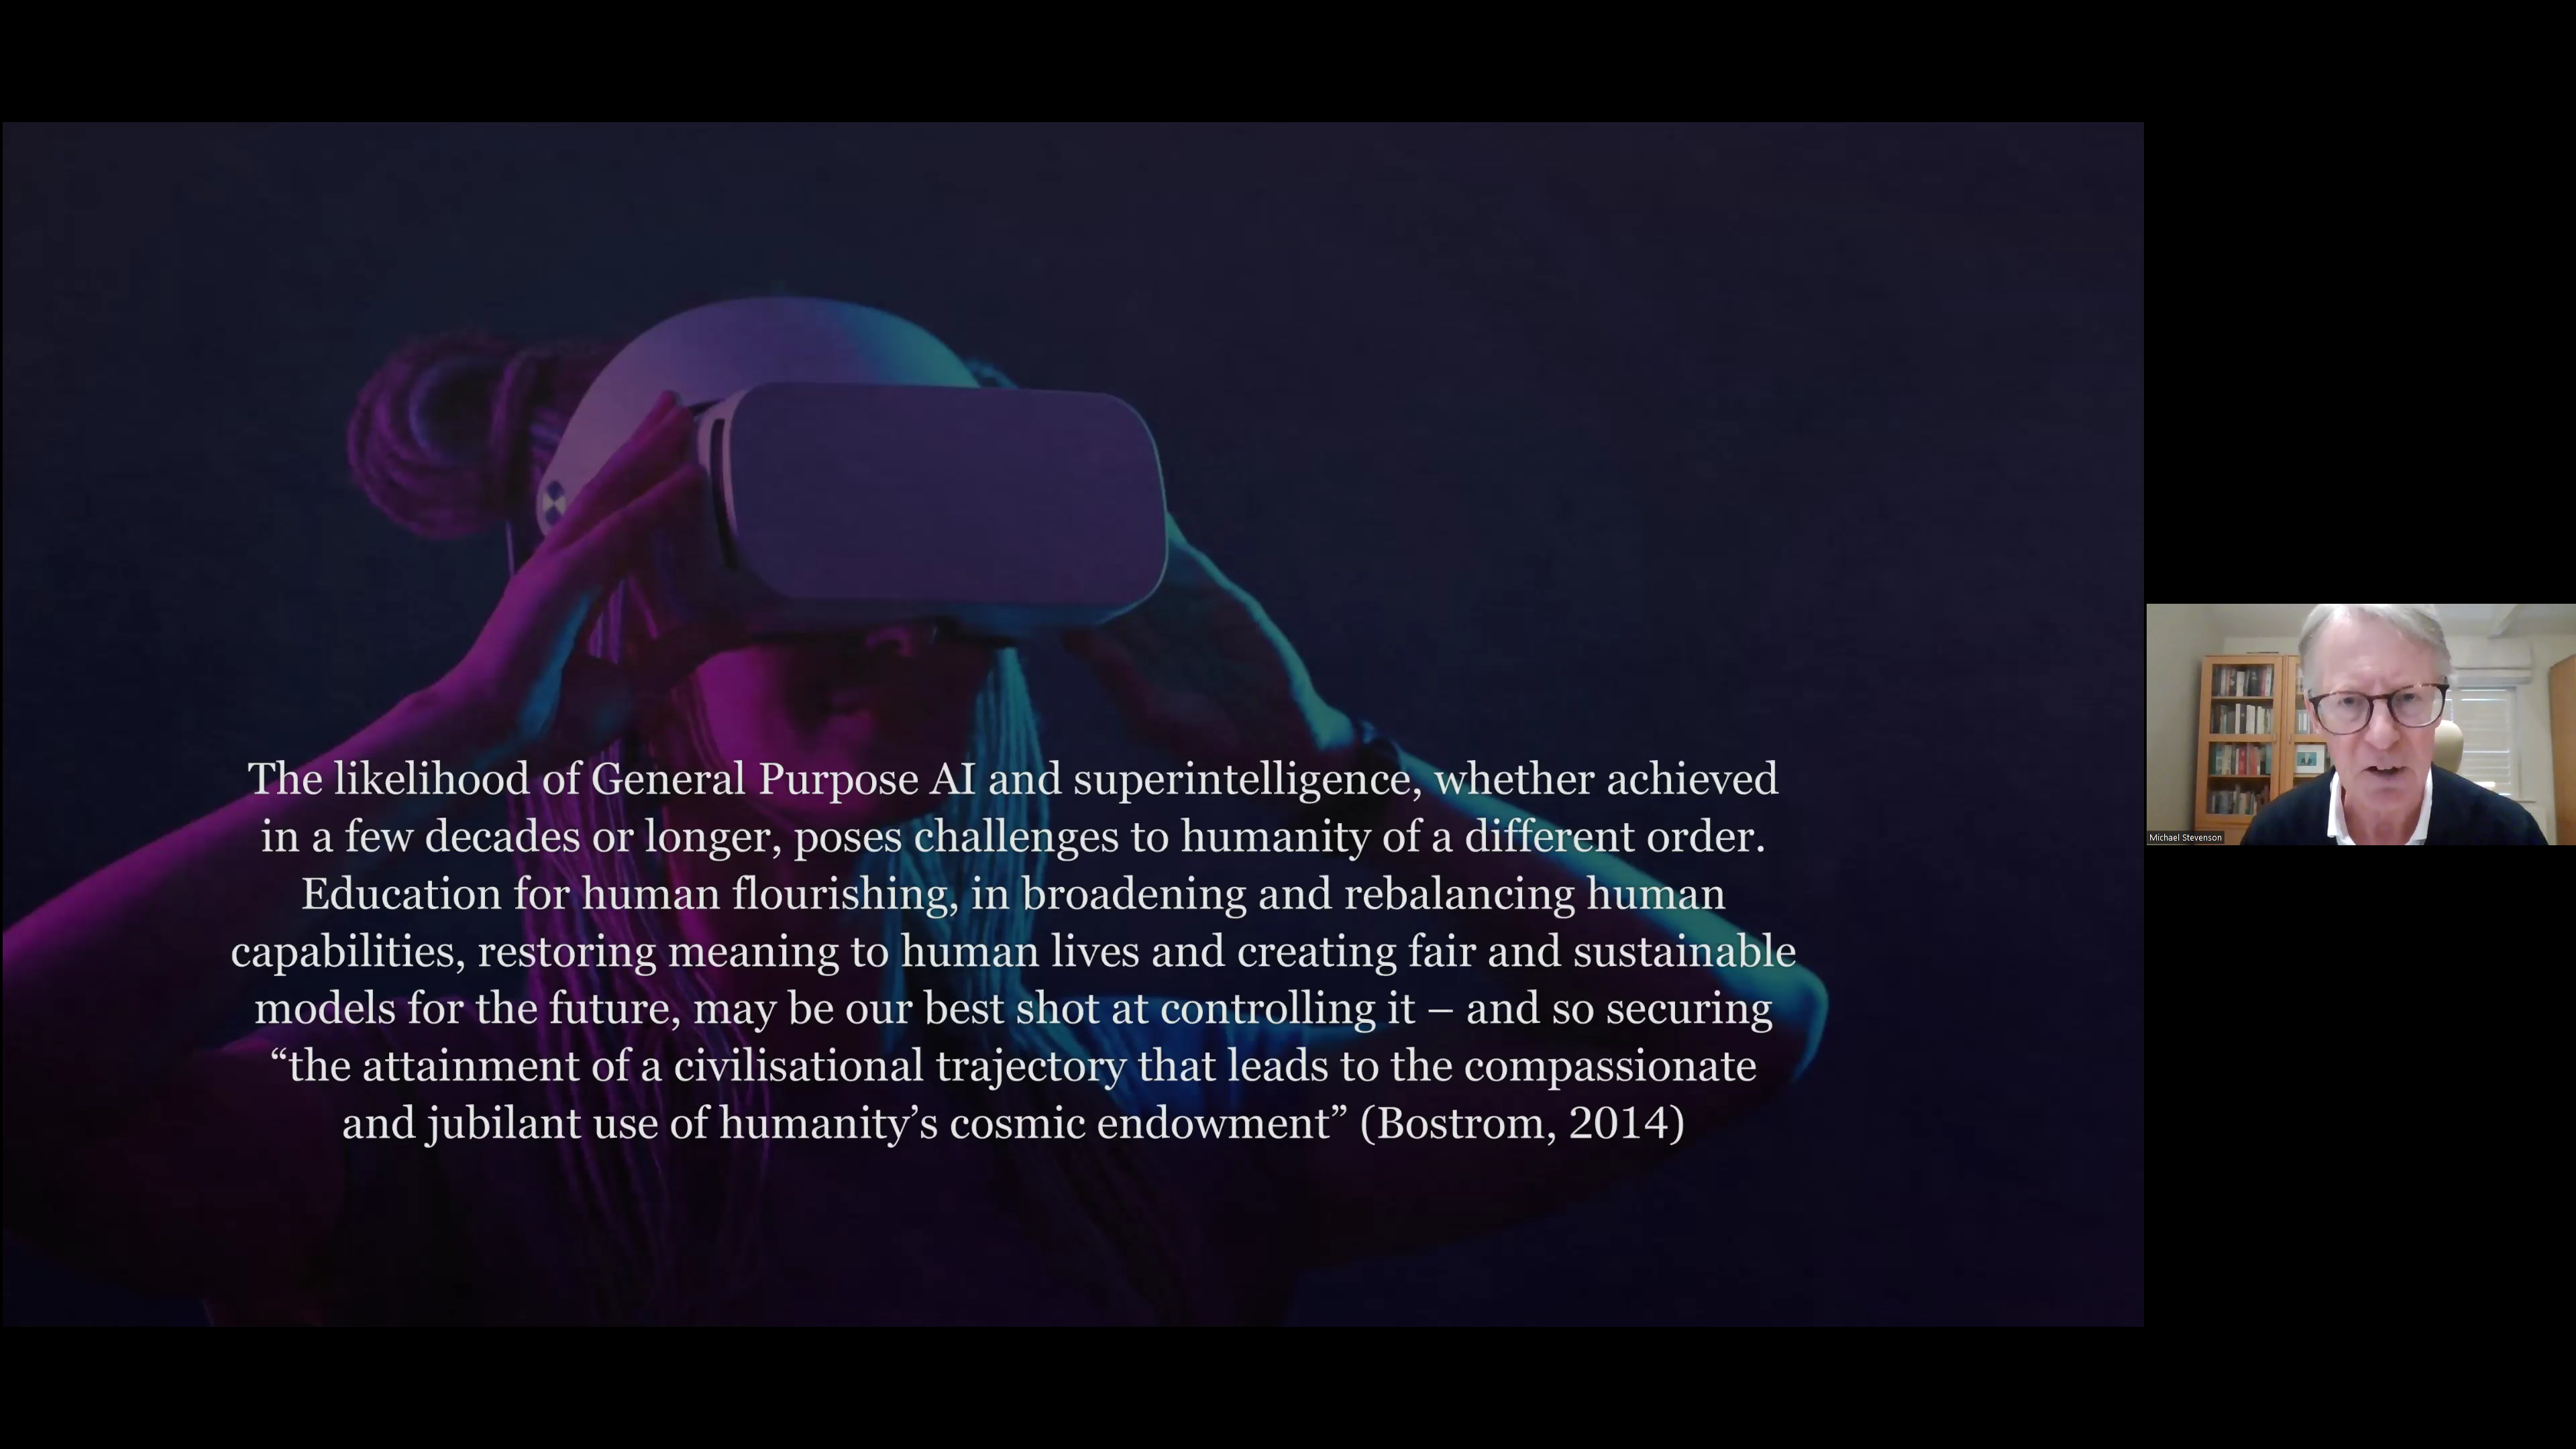 The likelihood of General Purpose AI and superintelligence, whether achieved
in a few decades or longer, poses challenges to humanity of a different order.
Education for human flourishing, in broadening and rebalancing human
capabilities, restoring meaning to human lives and creating fair and sustainable
models for the future, may be our best shot at controlling it – and so securing
“the attainment of a civilisational trajectory that leads to the compassionate
and jubilant use of humanity’s cosmic endowment” (Bostrom, 2014)
Michael Stevenson